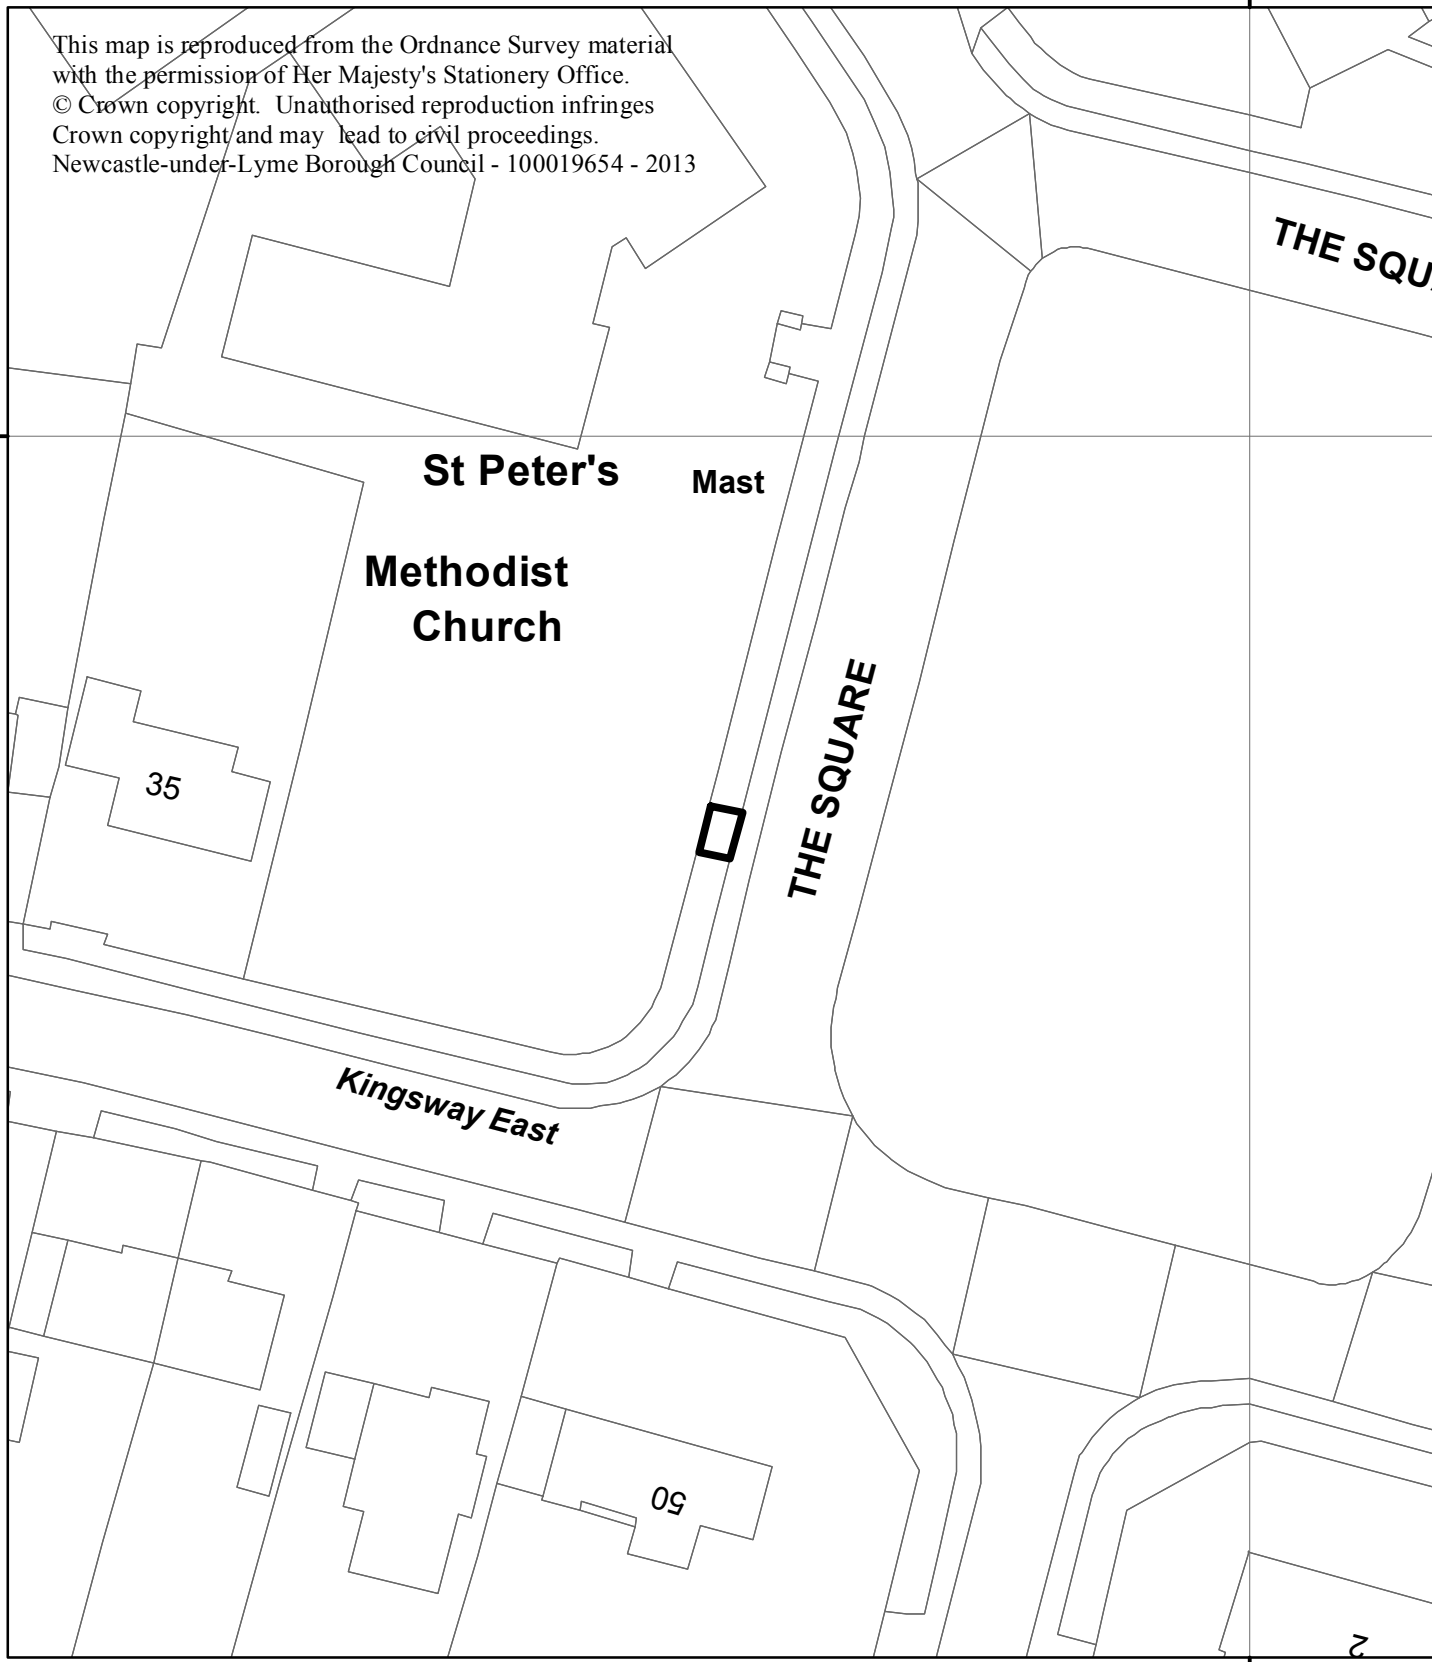 This map is reproduced from the Ordnance Survey material
with the permission of Her Majesty's Stationery Office.
© Crown copyright. Unauthorised reproduction infringes
Crown copyright and may lead to civil proceedings.
Newcastle-under-Lyme Borough Council - 100019654 - 2013
THE SQU
St Peter's
Mast
Methodist
Church
THE SQUARE
35
Kingsway East
50
2